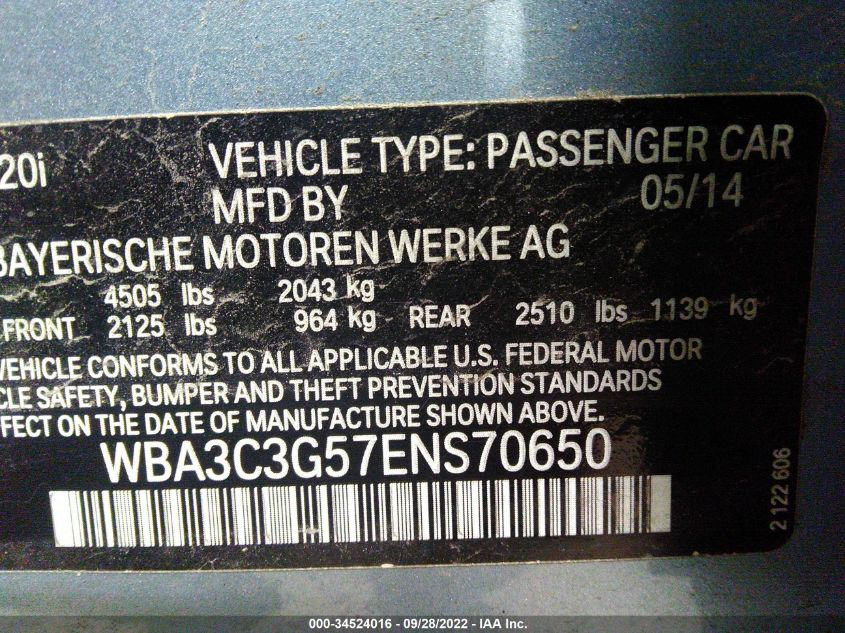 20i VEHICLE TYPE: PASSENGER CAR
MFD BY 05/14
BAYERISCHE MOTOREN WERKE AG
4505 lbs 2043 kg
FRONT 2125 lbs 964 kg REAR 2510 lbs 1139 kg
VEHICLE CONFORMS TO ALL APPLICABLE U.S. FEDERAL MOTOR
CLE SAFETY, BUMPER AND THEFT PREVENTION STANDARDS
FECT ON THE DATE OF MANUFACTURE SHOWN ABOVE.
WBA3C3G57ENS70650
2 122 606
000-34524016 - 09/28/2022 - IAA Inc.